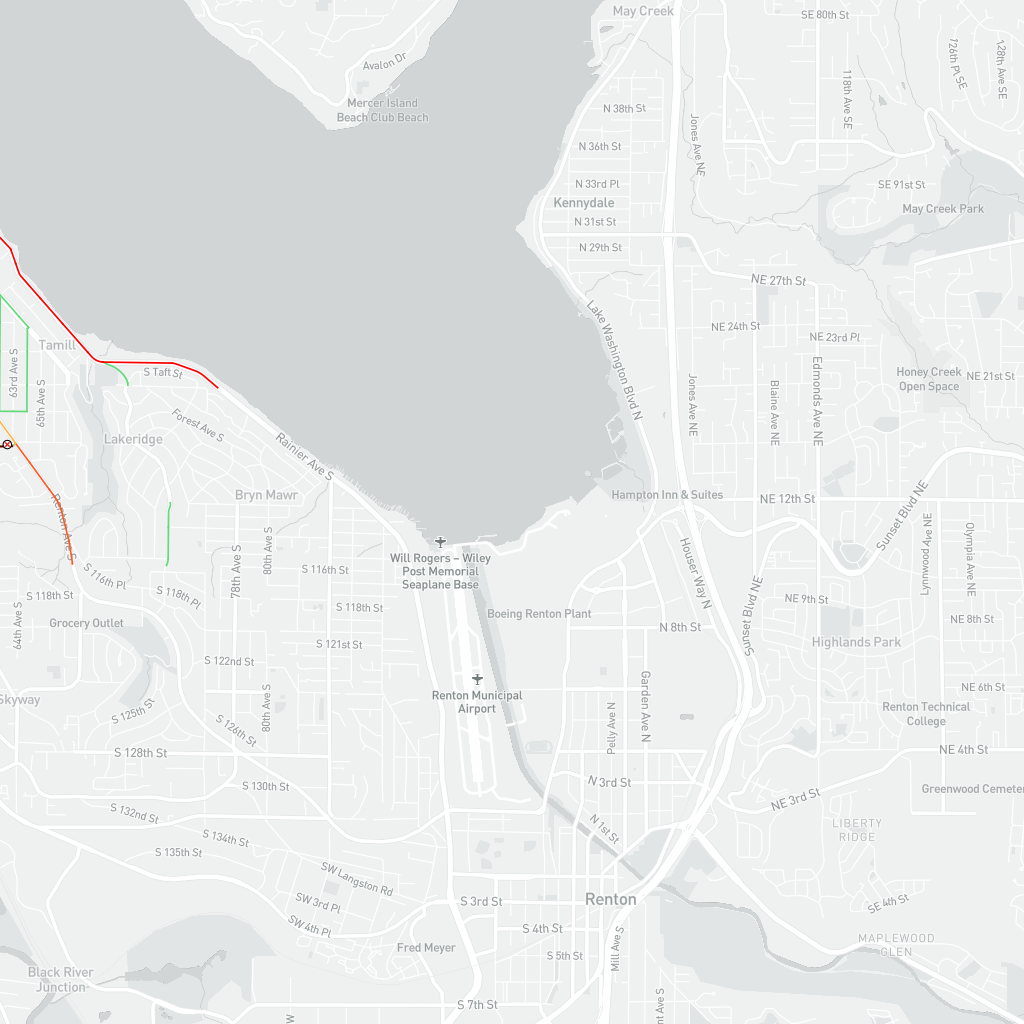 May Creek
SE 80th St
Avalon Dr
126th Pl SE
128th Ave SE
118th Ave SE
Mercer Island
Beach Club Beach
N 38th St
Jones Ave NE
N 36th St
N 33rd Pl
SE 91st St
Kennydale
May Creek Park
N 31st St
N 29th St
NE 27th St
Lake Washington Blvd N
NE 24th St
NE 23rd Pl
Tamill
63rd Ave S
65th Ave S
S Taft St
Honey Creek
Open Space
NE 21st St
Jones Ave NE
Blaine Ave NE
Edmonds Ave NE
Forest Ave S
Lakeridge
Rainier Ave S
Bryn Mawr
Hampton Inn & Suites
NE 12th St
Sunset Blvd NE
Renton Ave S
Lynnwood Ave NE
Olympia Ave NE
78th Ave S
80th Ave S
Will Rogers – Wiley
Post Memorial
Seaplane Base
S 116th St
S 116th Pl
Houser Way N
S 118th St
S 118th Pl
S 118th St
Boeing Renton Plant
Sunset Blvd NE
NE 9th St
64th Ave S
Grocery Outlet
N 8th St
NE 8th St
S 121st St
Highlands Park
S 122nd St
Skyway
80th Ave S
Renton Municipal
Airport
Garden Ave N
NE 6th St
S 125th St
S 126th St
Pelly Ave N
Renton Technical
College
S 128th St
NE 4th St
S 130th St
N 3rd St
NE 3rd St
Greenwood Cemeter
S 132nd St
N 1st St
LIBERTY
RIDGE
S 134th St
S 135th St
SW Langston Rd
SW 3rd Pl
S 3rd St
Renton
SE 4th St
SW 4th Pl
S 4th St
Fred Meyer
Mill Ave S
MAPLEWOOD
GLEN
S 5th St
Black River
Junction
S 7th St
W
nt Ave S